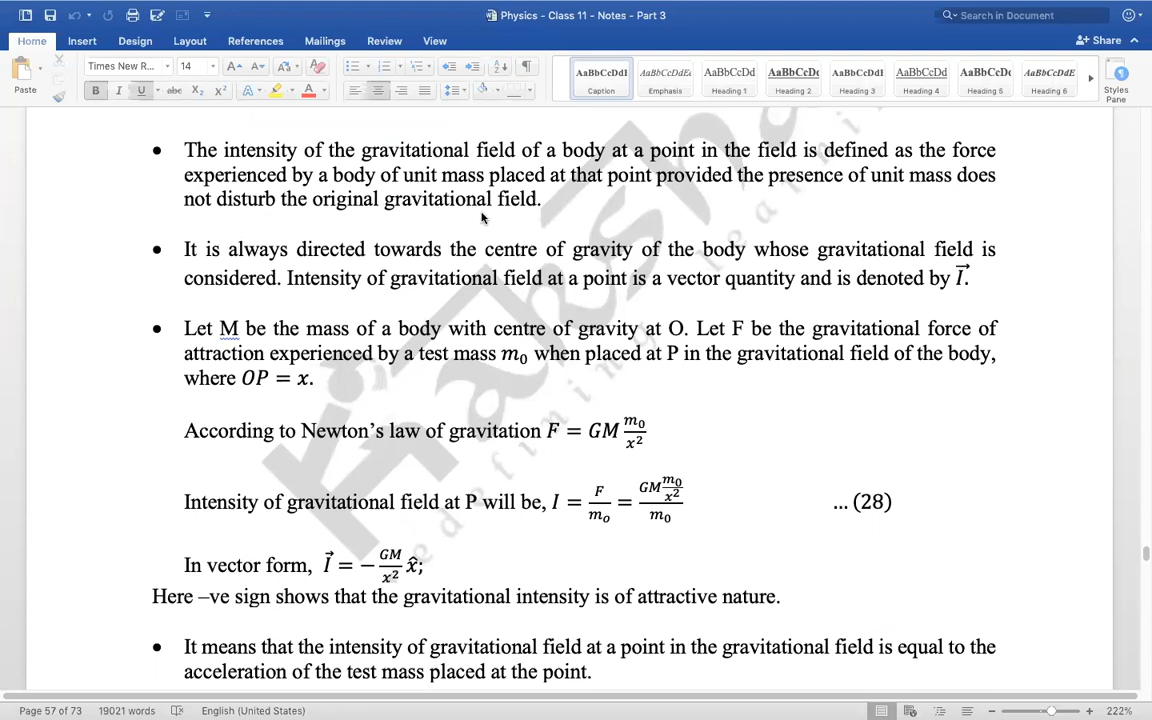 Physics - Class 11 - Notes - Part 3
Search in Document
Home Insert Design Layout References Mailings Review View
Share
Paste
Times New R... 14
AaBbCcDdI AaBbCcDdEe AaBbCcDd AaBbCcDc AaBbCcDdI AaBbCcDd AaBbCcDc AaBbCcDdE
Caption Emphasis Heading 1 Heading 2 Heading 3 Heading 4 Heading 5 Heading 6
Styles Pane
• The intensity of the gravitational field of a body at a point in the field is defined as the force
experienced by a body of unit mass placed at that point provided the presence of unit mass does
not disturb the original gravitational field.
• It is always directed towards the centre of gravity of the body whose gravitational field is
considered. Intensity of gravitational field at a point is a vector quantity and is denoted by I⃗.
• Let M be the mass of a body with centre of gravity at O. Let F be the gravitational force of
attraction experienced by a test mass m₀ when placed at P in the gravitational field of the body,
where OP = x.
According to Newton's law of gravitation F = GM m₀/x²
Intensity of gravitational field at P will be, I = F/mₒ = (GM m₀/x²)/m₀ ... (28)
In vector form, I⃗ = − GM/x² x̂;
Here –ve sign shows that the gravitational intensity is of attractive nature.
• It means that the intensity of gravitational field at a point in the gravitational field is equal to the
acceleration of the test mass placed at the point.
Page 57 of 73 19021 words English (United States) 222%